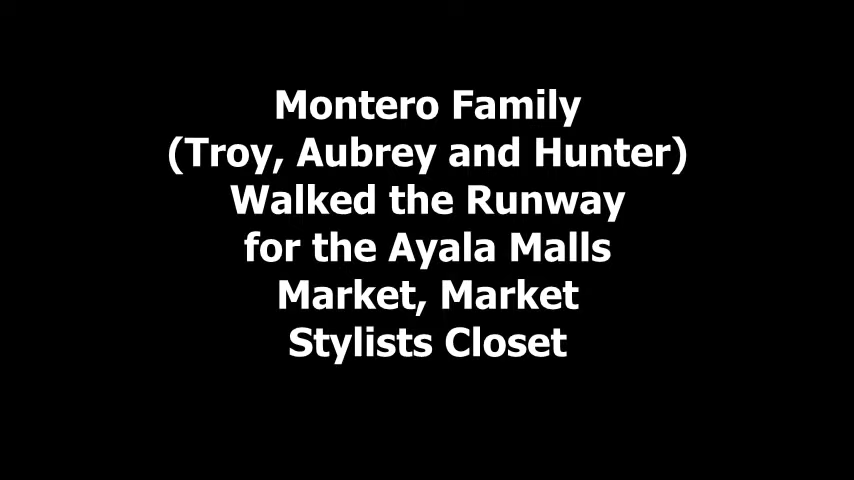 Montero Family
(Troy, Aubrey and Hunter)
Walked the Runway
for the Ayala Malls
Market, Market
Stylists Closet